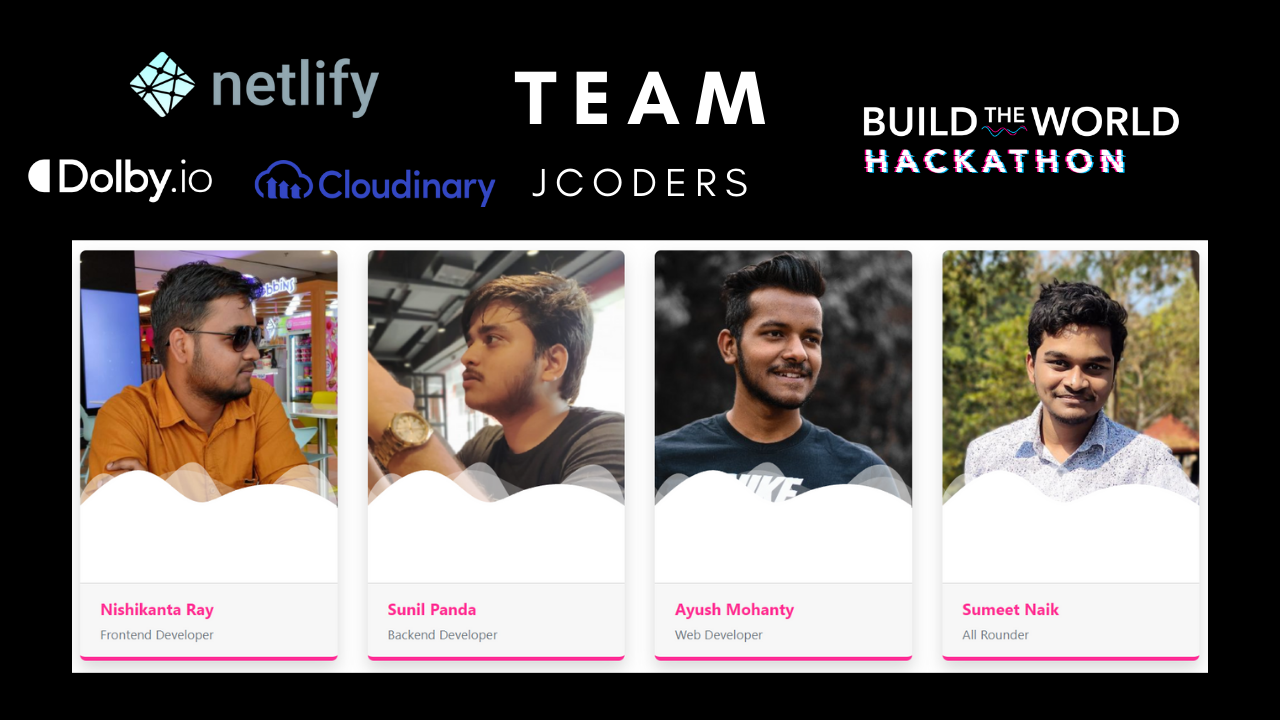 netlify
Dolby.io
Cloudinary
TEAM
JCODERS
BUILD THE WORLD
HACKATHON
NIKE
Nishikanta Ray
Frontend Developer
Sunil Panda
Backend Developer
Ayush Mohanty
Web Developer
Sumeet Naik
All Rounder